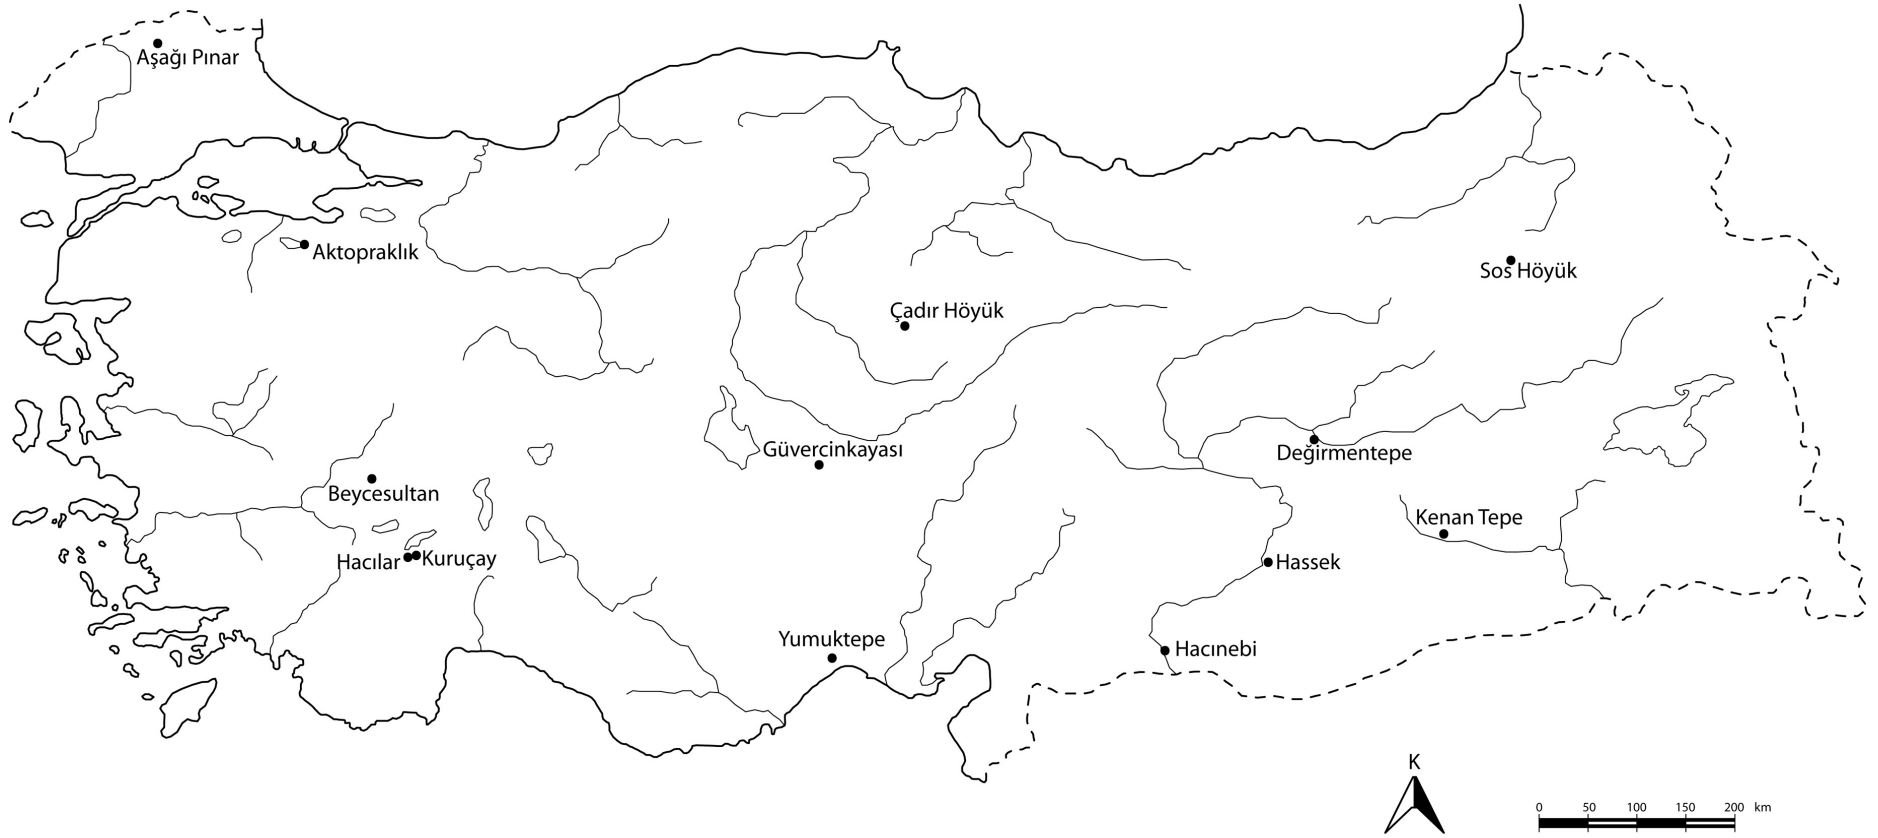 Aşağı Pınar
Aktopraklık
Sos Höyük
Çadır Höyük
Güvercinkayası
Değirmentepe
Beycesultan
Kenan Tepe
Hacılar
Kuruçay
Hassek
Yumuktepe
Hacınebi
K
0 50 100 150 200 km